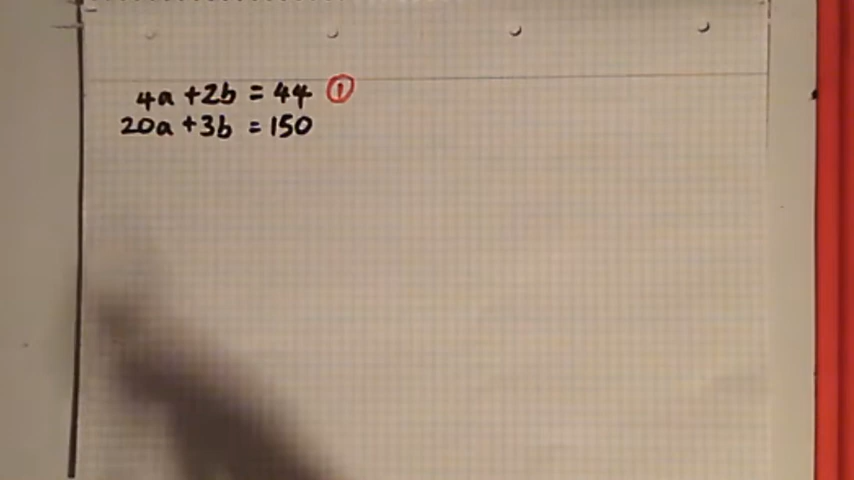 4a + 2b = 44 ①
20a + 3b = 150